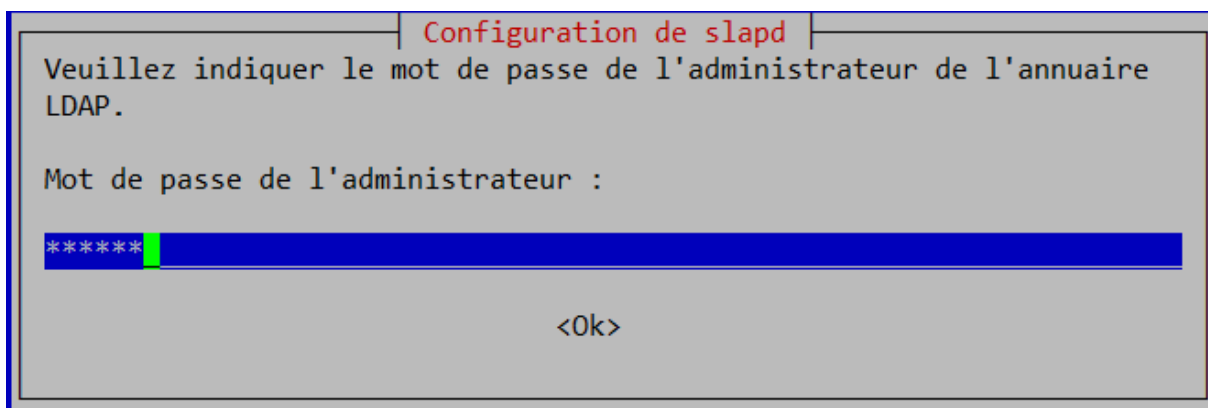 Configuration de slapd
Veuillez indiquer le mot de passe de l'administrateur de l'annuaire
LDAP.
Mot de passe de l'administrateur :
******
<Ok>